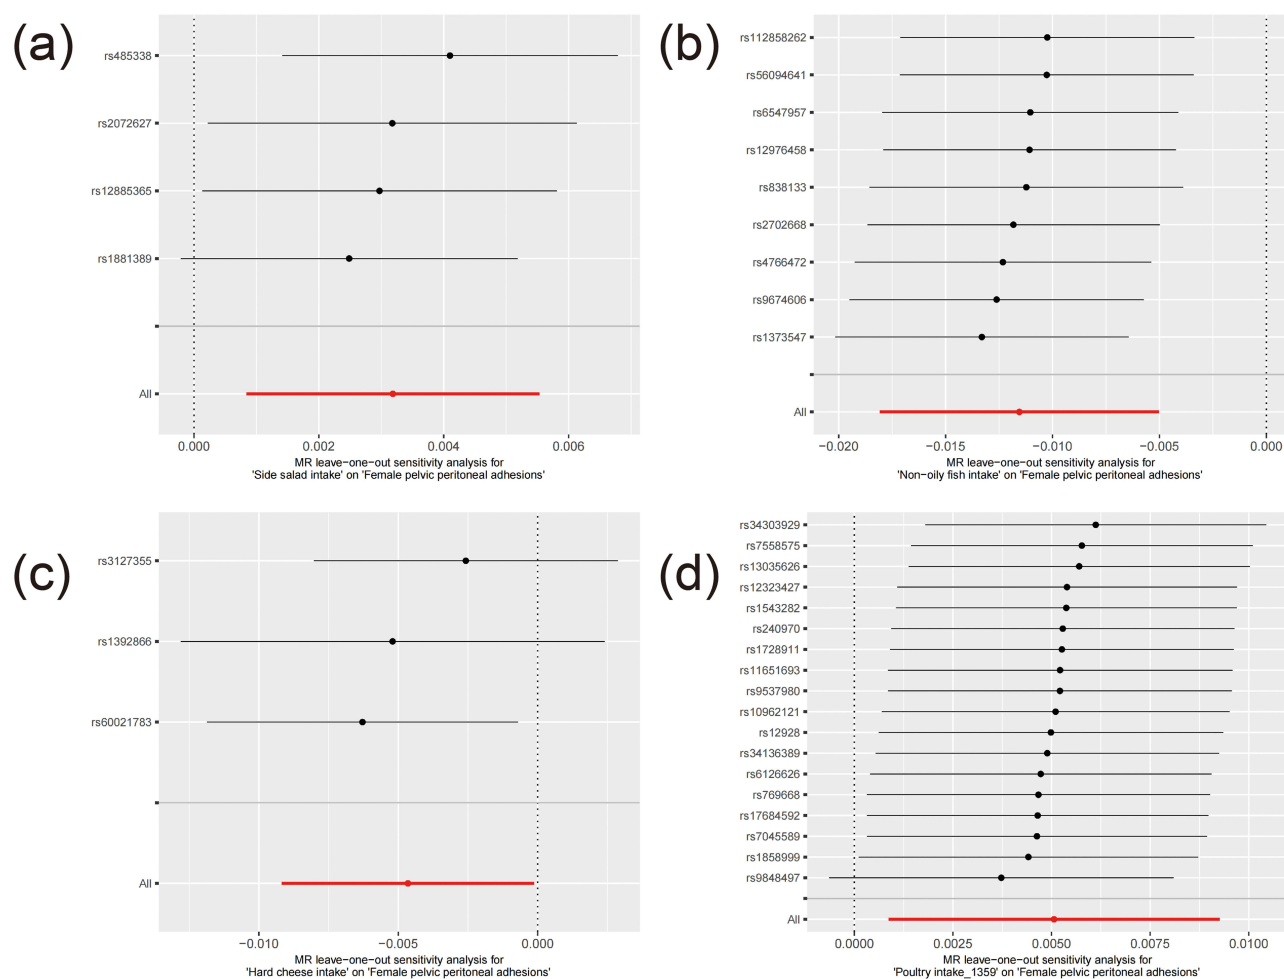 (a)
rs485338
rs2072627
rs12885365
rs1881389
All
0.000 0.002 0.004 0.006
MR leave−one−out sensitivity analysis for
'Side salad intake' on 'Female pelvic peritoneal adhesions'
(b)
rs112858262
rs56094641
rs6547957
rs12976458
rs838133
rs2702668
rs4766472
rs9674606
rs1373547
All
−0.020 −0.015 −0.010 −0.005 0.000
MR leave−one−out sensitivity analysis for
'Non−oily fish intake' on 'Female pelvic peritoneal adhesions'
(c)
rs3127355
rs1392866
rs60021783
All
−0.010 −0.005 0.000
MR leave−one−out sensitivity analysis for
'Hard cheese intake' on 'Female pelvic peritoneal adhesions'
(d)
rs34303929
rs7558575
rs13035626
rs12323427
rs1543282
rs240970
rs1728911
rs11651693
rs9537980
rs10962121
rs12928
rs34136389
rs6126626
rs769668
rs17684592
rs7045589
rs1858999
rs9848497
All
0.0000 0.0025 0.0050 0.0075 0.0100
MR leave−one−out sensitivity analysis for
'Poultry intake_1359' on 'Female pelvic peritoneal adhesions'